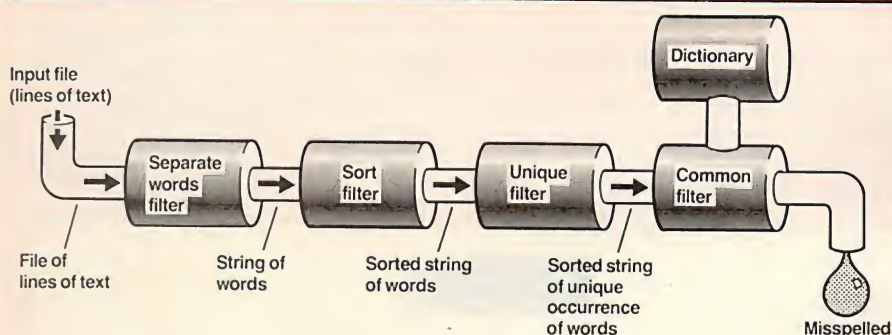 Input file
(lines of text)
Separate
words
filter
Sort
filter
Unique
filter
Dictionary
Common
filter
File of
lines of text
String of
words
Sorted string
of words
Sorted string
of unique
occurrence
of words
Misspelled